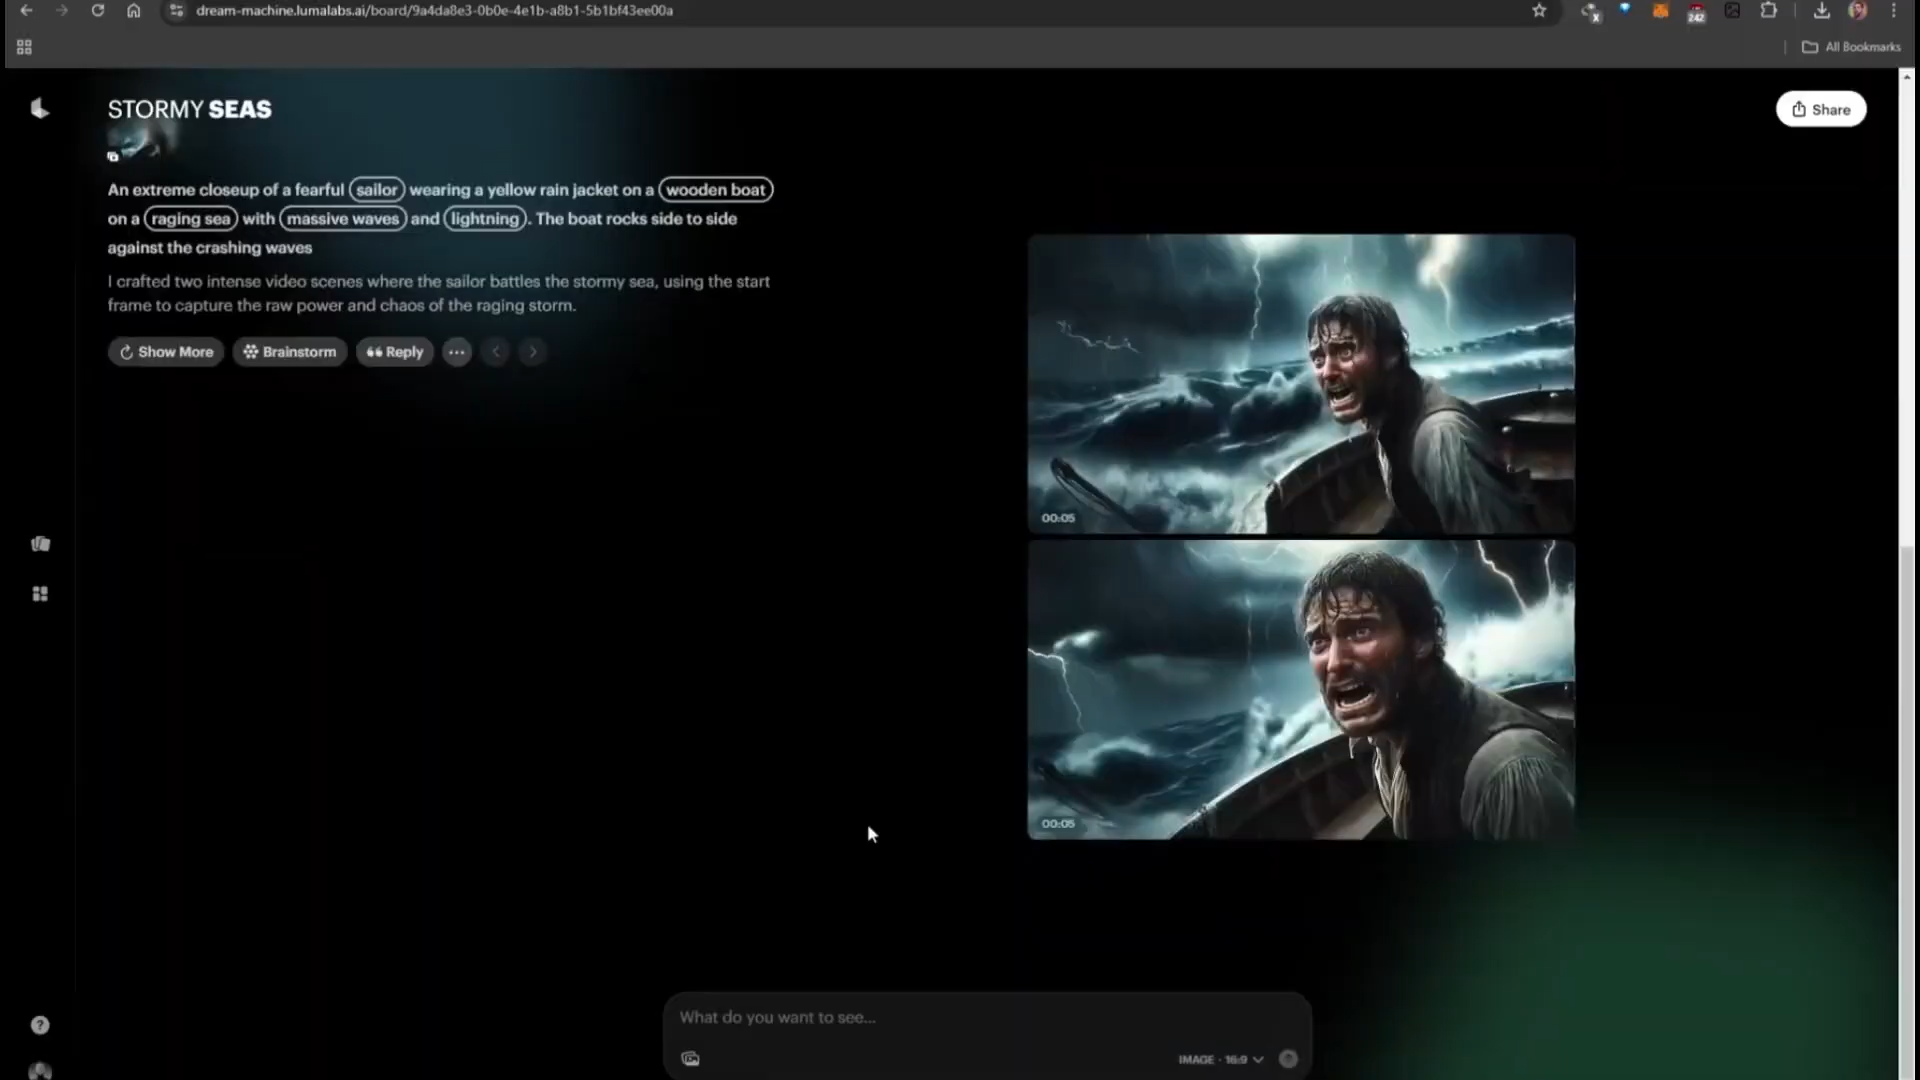 dream-machine.lumalabs.ai/board/9a4da8e3-0b0e-4e1b-a8b1-5b1bf43ee00a
242
All Bookmarks
STORMY SEAS
Share
An extreme closeup of a fearful sailor wearing a yellow rain jacket on a wooden boat
on a raging sea with massive waves and lightning. The boat rocks side to side
against the crashing waves
I crafted two intense video scenes where the sailor battles the stormy sea, using the start
frame to capture the raw power and chaos of the raging storm.
Show More
Brainstorm
Reply
00:05
00:05
What do you want to see...
IMAGE · 16:9